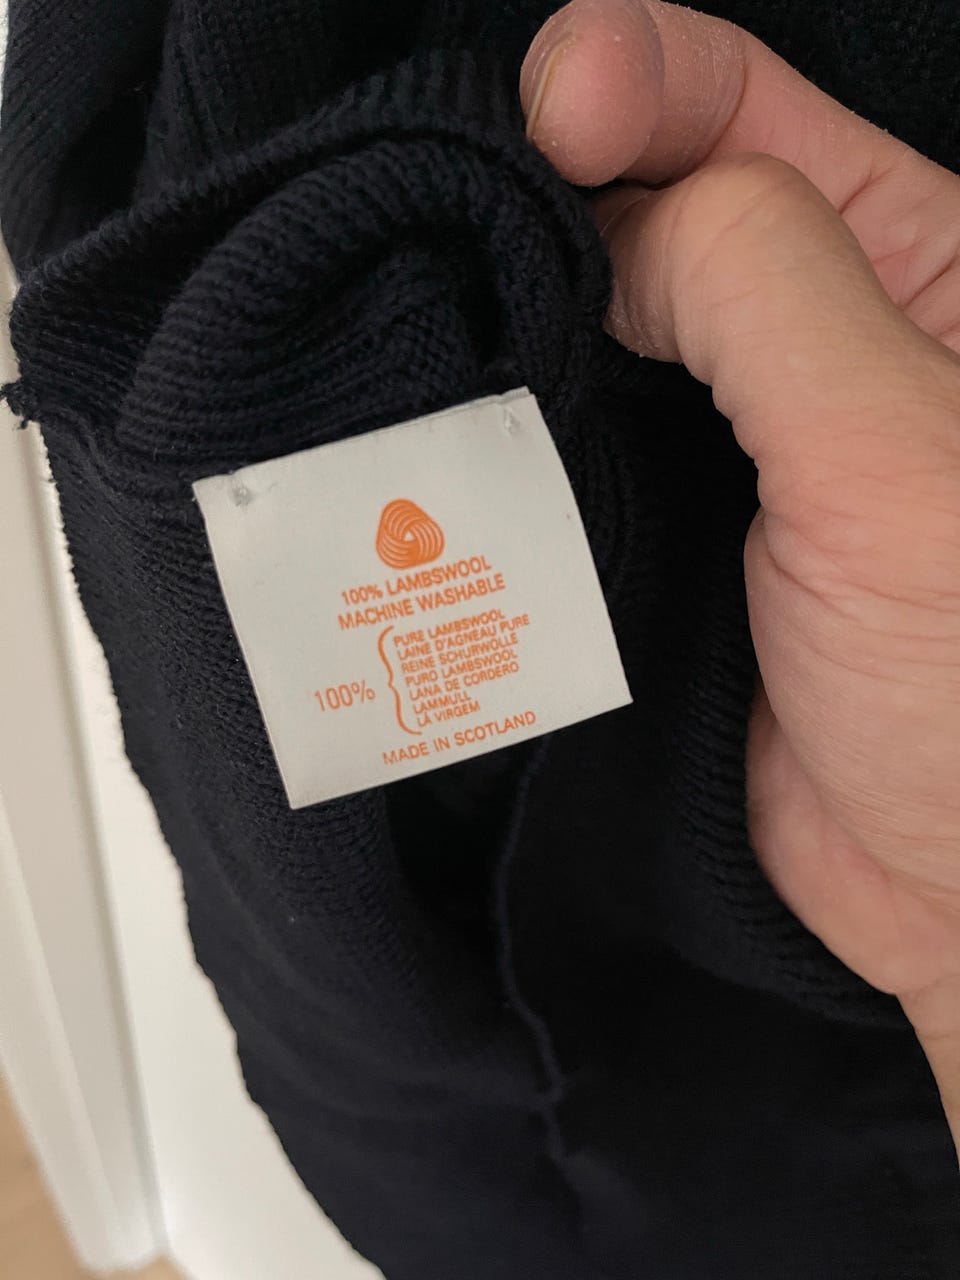 100% LAMBSWOOL
MACHINE WASHABLE
100%
PURE LAMBSWOOL
LAINE D'AGNEAU PURE
REINE SCHURWOLLE
PURO LAMBSWOOL
LANA DE CORDERO
LAMMULL
LÀ VIRGEM
MADE IN SCOTLAND